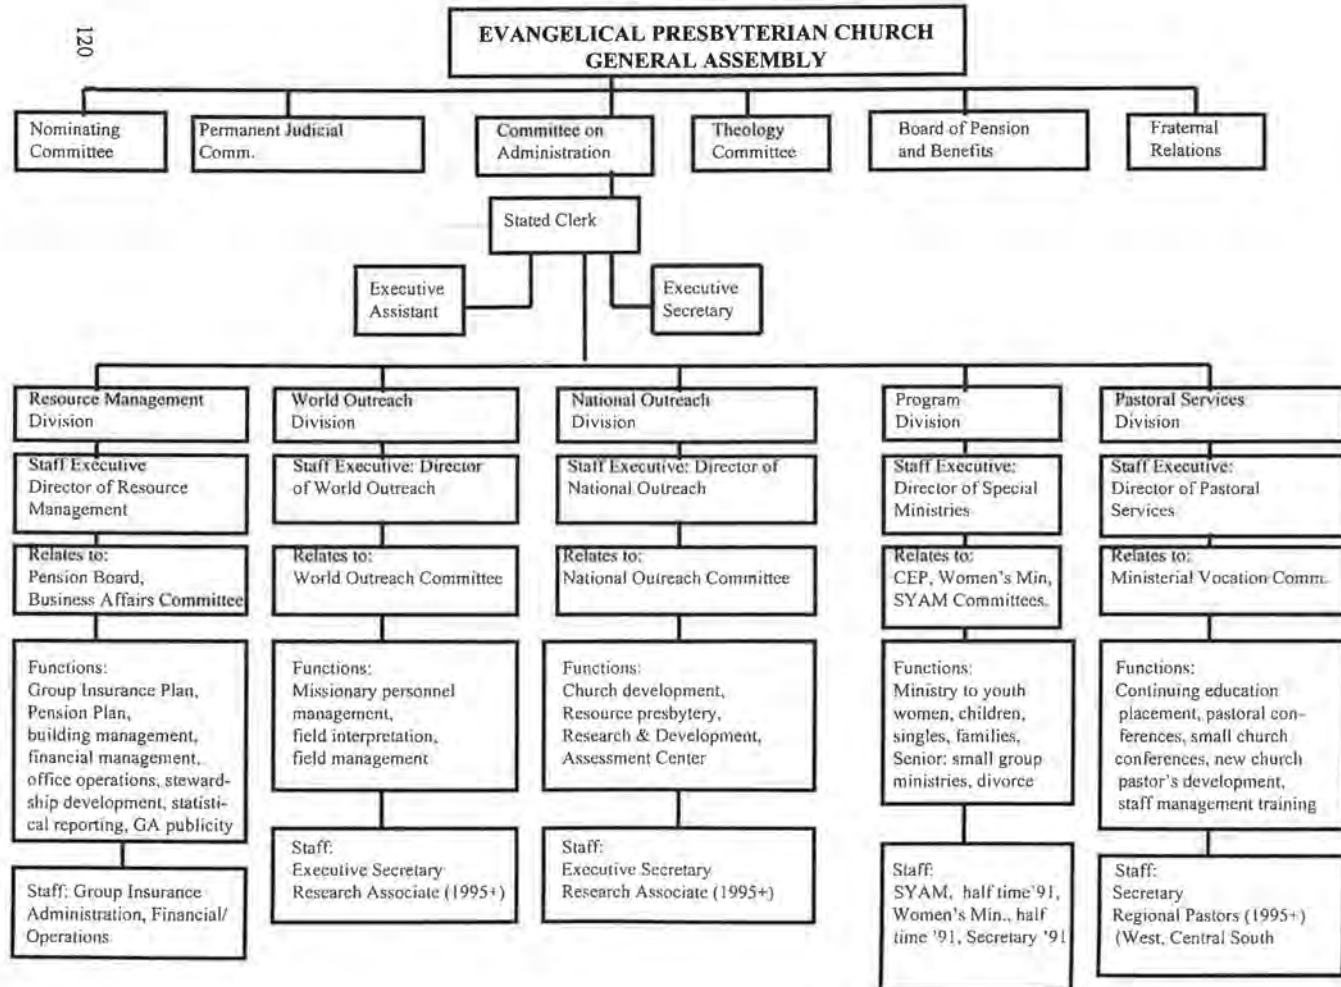 120
EVANGELICAL PRESBYTERIAN CHURCH
GENERAL ASSEMBLY
Nominating
Committee
Permanent Judicial
Comm.
Committee on
Administration
Theology
Committee
Board of Pension
and Benefits
Fraternal
Relations
Stated Clerk
Executive
Assistant
Executive
Secretary
Resource Management
Division
World Outreach
Division
National Outreach
Division
Program
Division
Pastoral Services
Division
Staff Executive
Director of Resource
Management
Staff Executive: Director
of World Outreach
Staff Executive: Director of
National Outreach
Staff Executive:
Director of Special
Ministries
Staff Executive:
Director of Pastoral
Services
Relates to:
Pension Board,
Business Affairs Committee
Relates to:
World Outreach Committee
Relates to:
National Outreach Committee
Relates to:
CEP, Women's Min,
SYAM Committees.
Relates to:
Ministerial Vocation Comm.
Functions:
Group Insurance Plan,
Pension Plan,
building management,
financial management,
office operations, steward-
ship development, statisti-
cal reporting, GA publicity
Functions:
Missionary personnel
management,
field interpretation,
field management
Functions:
Church development,
Resource presbytery,
Research & Development,
Assessment Center
Functions:
Ministry to youth
women, children,
singles, families,
Senior: small group
ministries, divorce
Functions:
Continuing education
placement, pastoral con-
ferences, small church
conferences, new church
pastor's development,
staff management training
Staff: Group Insurance
Administration, Financial/
Operations
Staff:
Executive Secretary
Research Associate (1995+)
Staff:
Executive Secretary
Research Associate (1995+)
Staff:
SYAM, half time'91,
Women's Min., half
time '91, Secretary '91
Staff:
Secretary
Regional Pastors (1995+)
(West, Central South